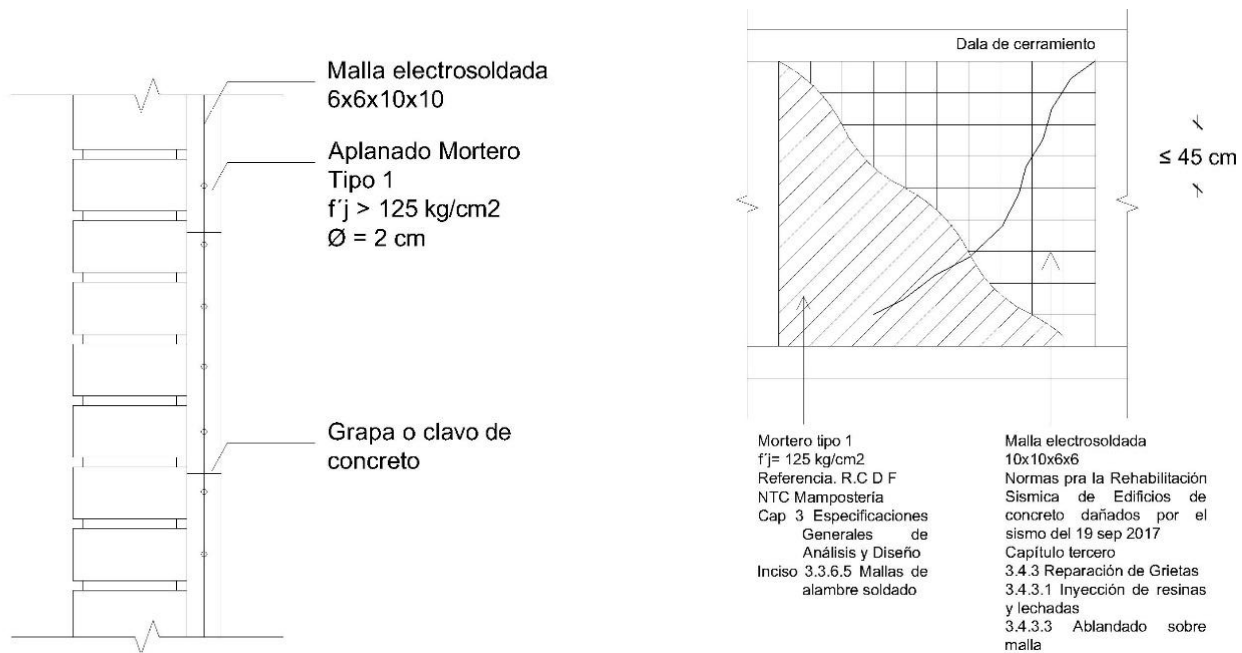 Malla electrosoldada
6x6x10x10
Aplanado Mortero
Tipo 1
f´j > 125 kg/cm2
Ø = 2 cm
Grapa o clavo de
concreto
Dala de cerramiento
≤ 45 cm
Mortero tipo 1
f´j= 125 kg/cm2
Referencia. R.C D F
NTC Mampostería
Cap 3 Especificaciones
Generales de
Análisis y Diseño
Inciso 3.3.6.5 Mallas de
alambre soldado
Malla electrosoldada
10x10x6x6
Normas pra la Rehabilitación
Sismica de Edificios de
concreto dañados por el
sismo del 19 sep 2017
Capítulo tercero
3.4.3 Reparación de Grietas
3.4.3.1 Inyección de resinas
y lechadas
3.4.3.3 Ablandado sobre
malla